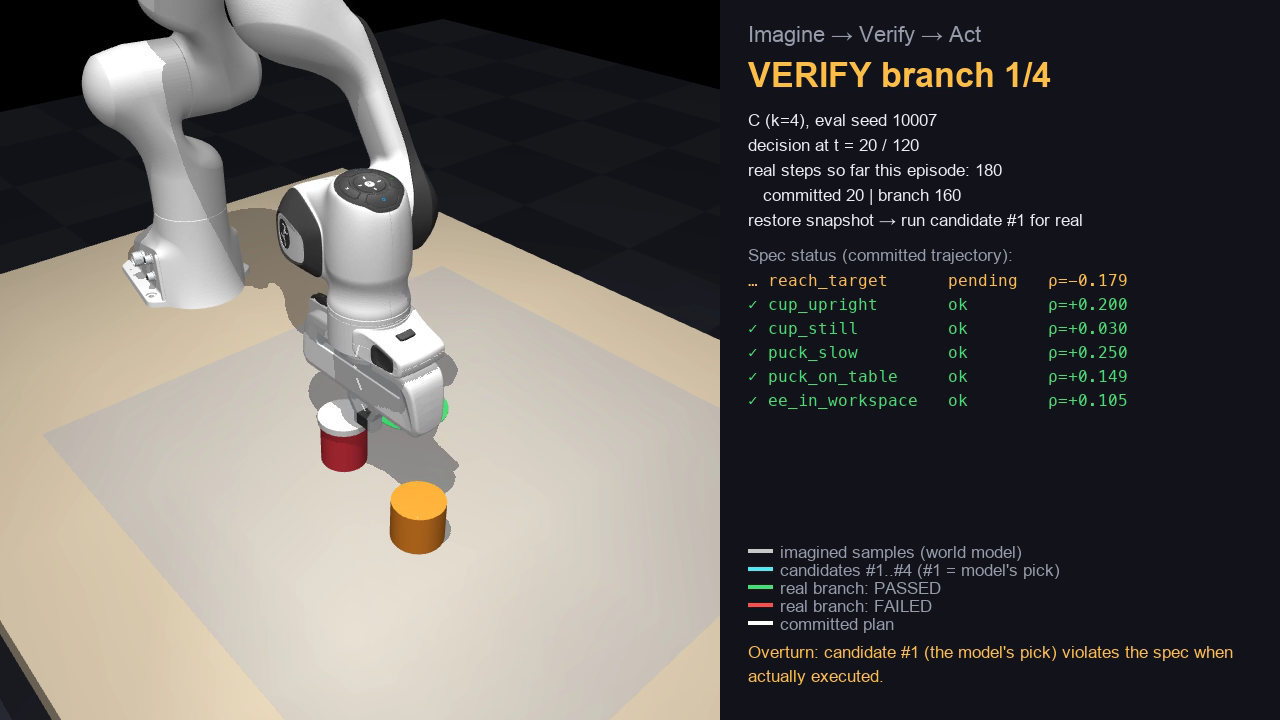 Imagine → Verify → Act
VERIFY branch 1/4
C (k=4), eval seed 10007
decision at t = 20 / 120
real steps so far this episode: 180
committed 20 | branch 160
restore snapshot → run candidate #1 for real
Spec status (committed trajectory):
… reach_target pending ρ=−0.179
✓ cup_upright ok ρ=+0.200
✓ cup_still ok ρ=+0.030
✓ puck_slow ok ρ=+0.250
✓ puck_on_table ok ρ=+0.149
✓ ee_in_workspace ok ρ=+0.105
imagined samples (world model)
candidates #1..#4 (#1 = model's pick)
real branch: PASSED
real branch: FAILED
committed plan
Overturn: candidate #1 (the model's pick) violates the spec when
actually executed.